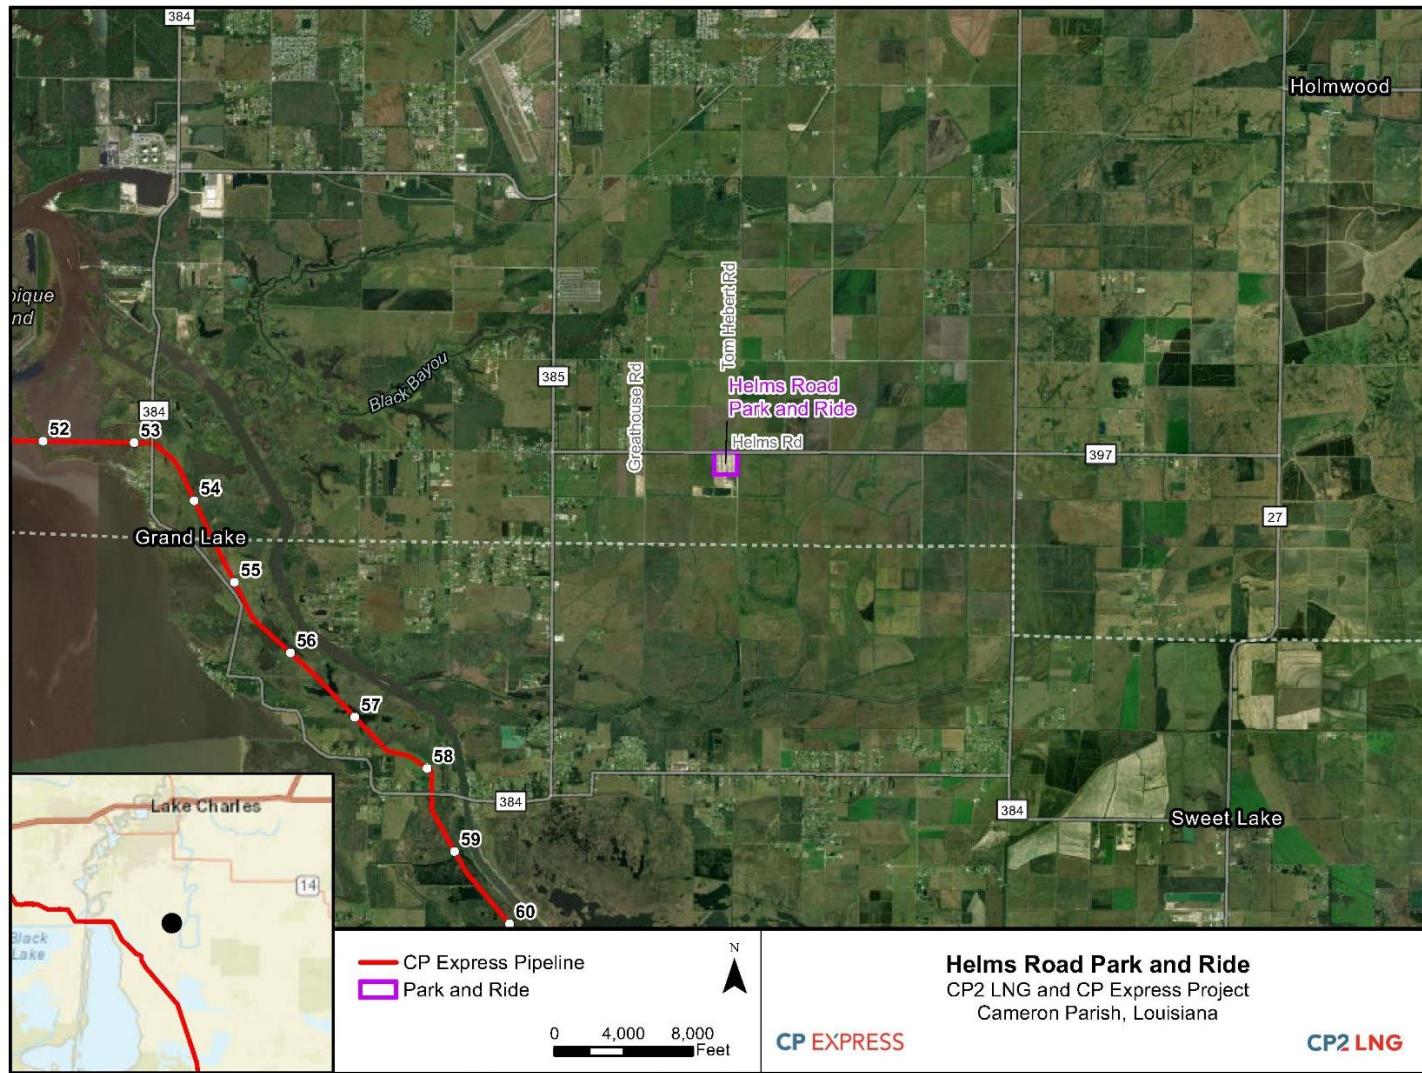 384
Holmwood
Tom Hebert Rd
385
Black Bayou
Greathouse Rd
Helms Road
Park and Ride
384
Helms Rd
52
53
397
54
27
Grand Lake
55
56
57
58
384
384
Sweet Lake
59
60
Lake Charles
14
Black
Lake
CP Express Pipeline
Park and Ride
N
0 4,000 8,000
Feet
Helms Road Park and Ride
CP2 LNG and CP Express Project
Cameron Parish, Louisiana
CP EXPRESS
CP2 LNG